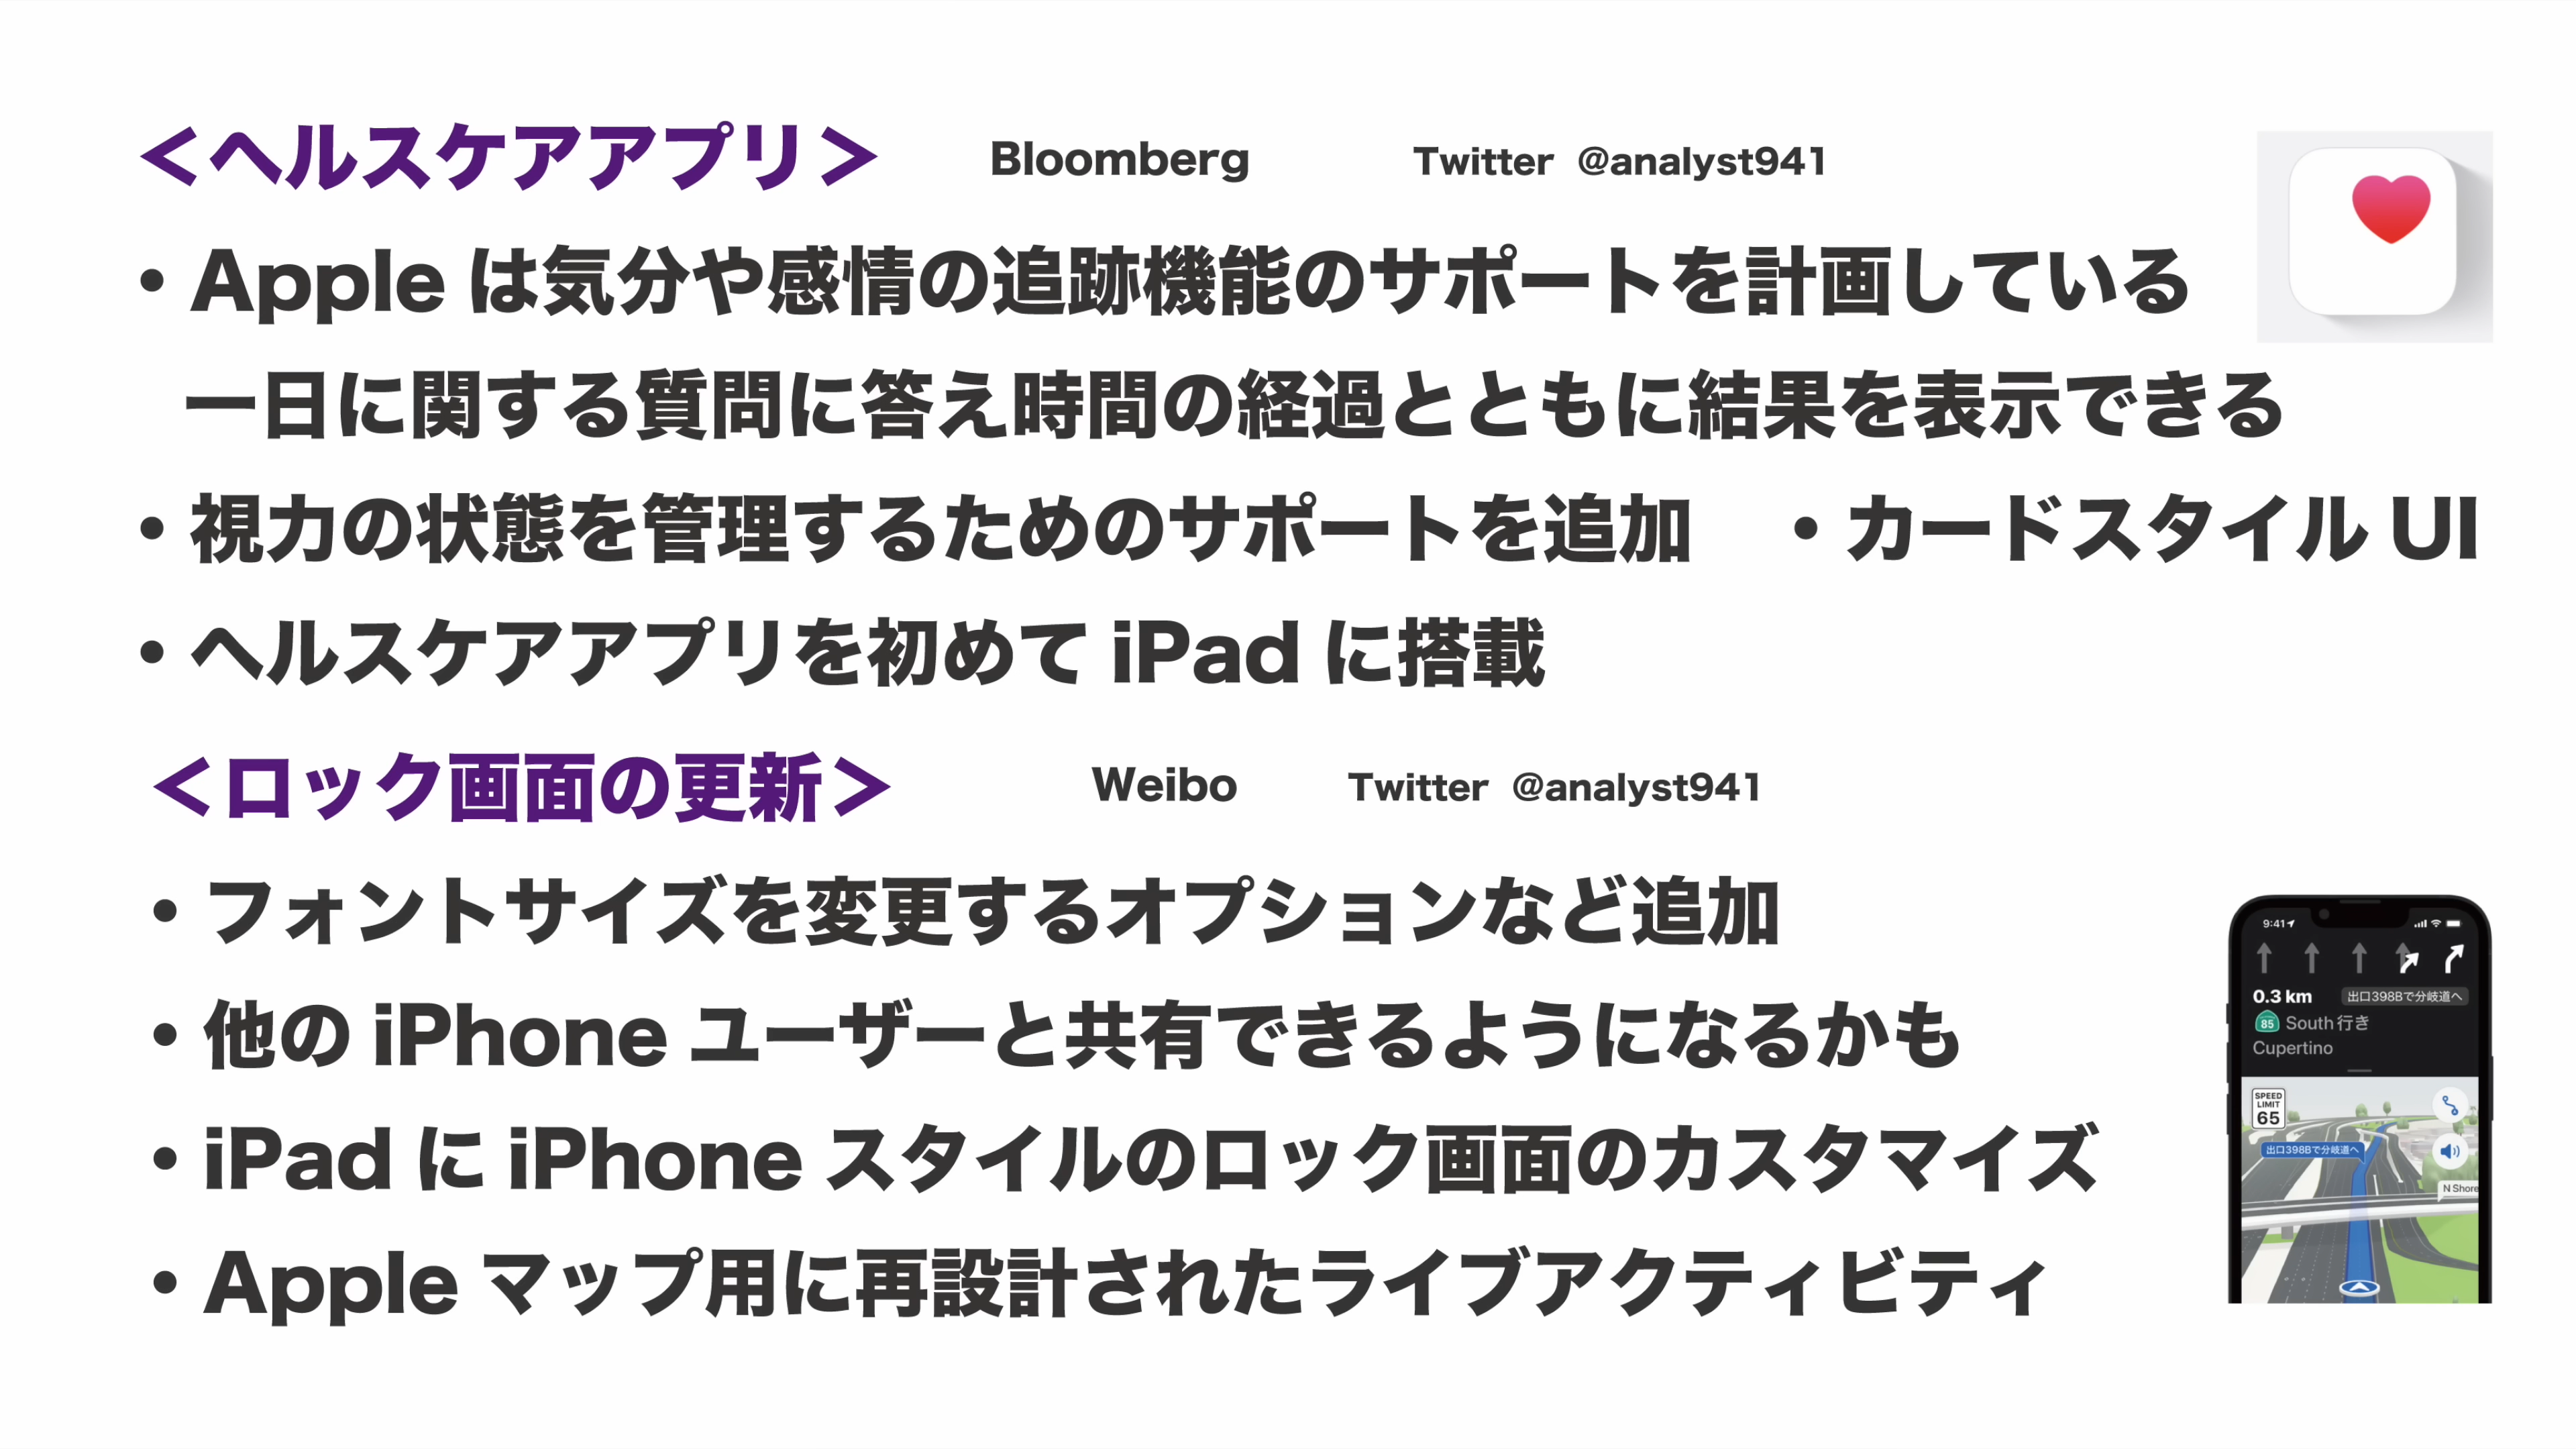 ＜ヘルスケアアプリ＞ Bloomberg Twitter @analyst941
・Apple は気分や感情の追跡機能のサポートを計画している
一日に関する質問に答え時間の経過とともに結果を表示できる
・視力の状態を管理するためのサポートを追加 ・カードスタイル UI
・ヘルスケアアプリを初めて iPad に搭載
＜ロック画面の更新＞ Weibo Twitter @analyst941
・フォントサイズを変更するオプションなど追加
・他の iPhone ユーザーと共有できるようになるかも
・iPad に iPhone スタイルのロック画面のカスタマイズ
・Apple マップ用に再設計されたライブアクティビティ
9:41
0.3 km 出口398Bで分岐道へ
85 South行き
Cupertino
SPEED
LIMIT
65
出口398Bで分岐道へ
N Shore